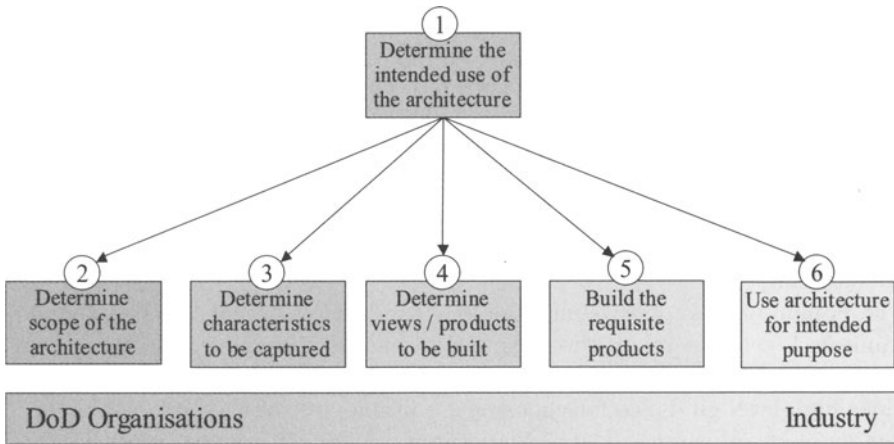 1
Determine the
intended use of
the architecture
2
Determine
scope of the
architecture
3
Determine
characteristics
to be captured
4
Determine
views / products
to be built
5
Build the
requisite
products
6
Use architecture
for intended
purpose
DoD Organisations
Industry